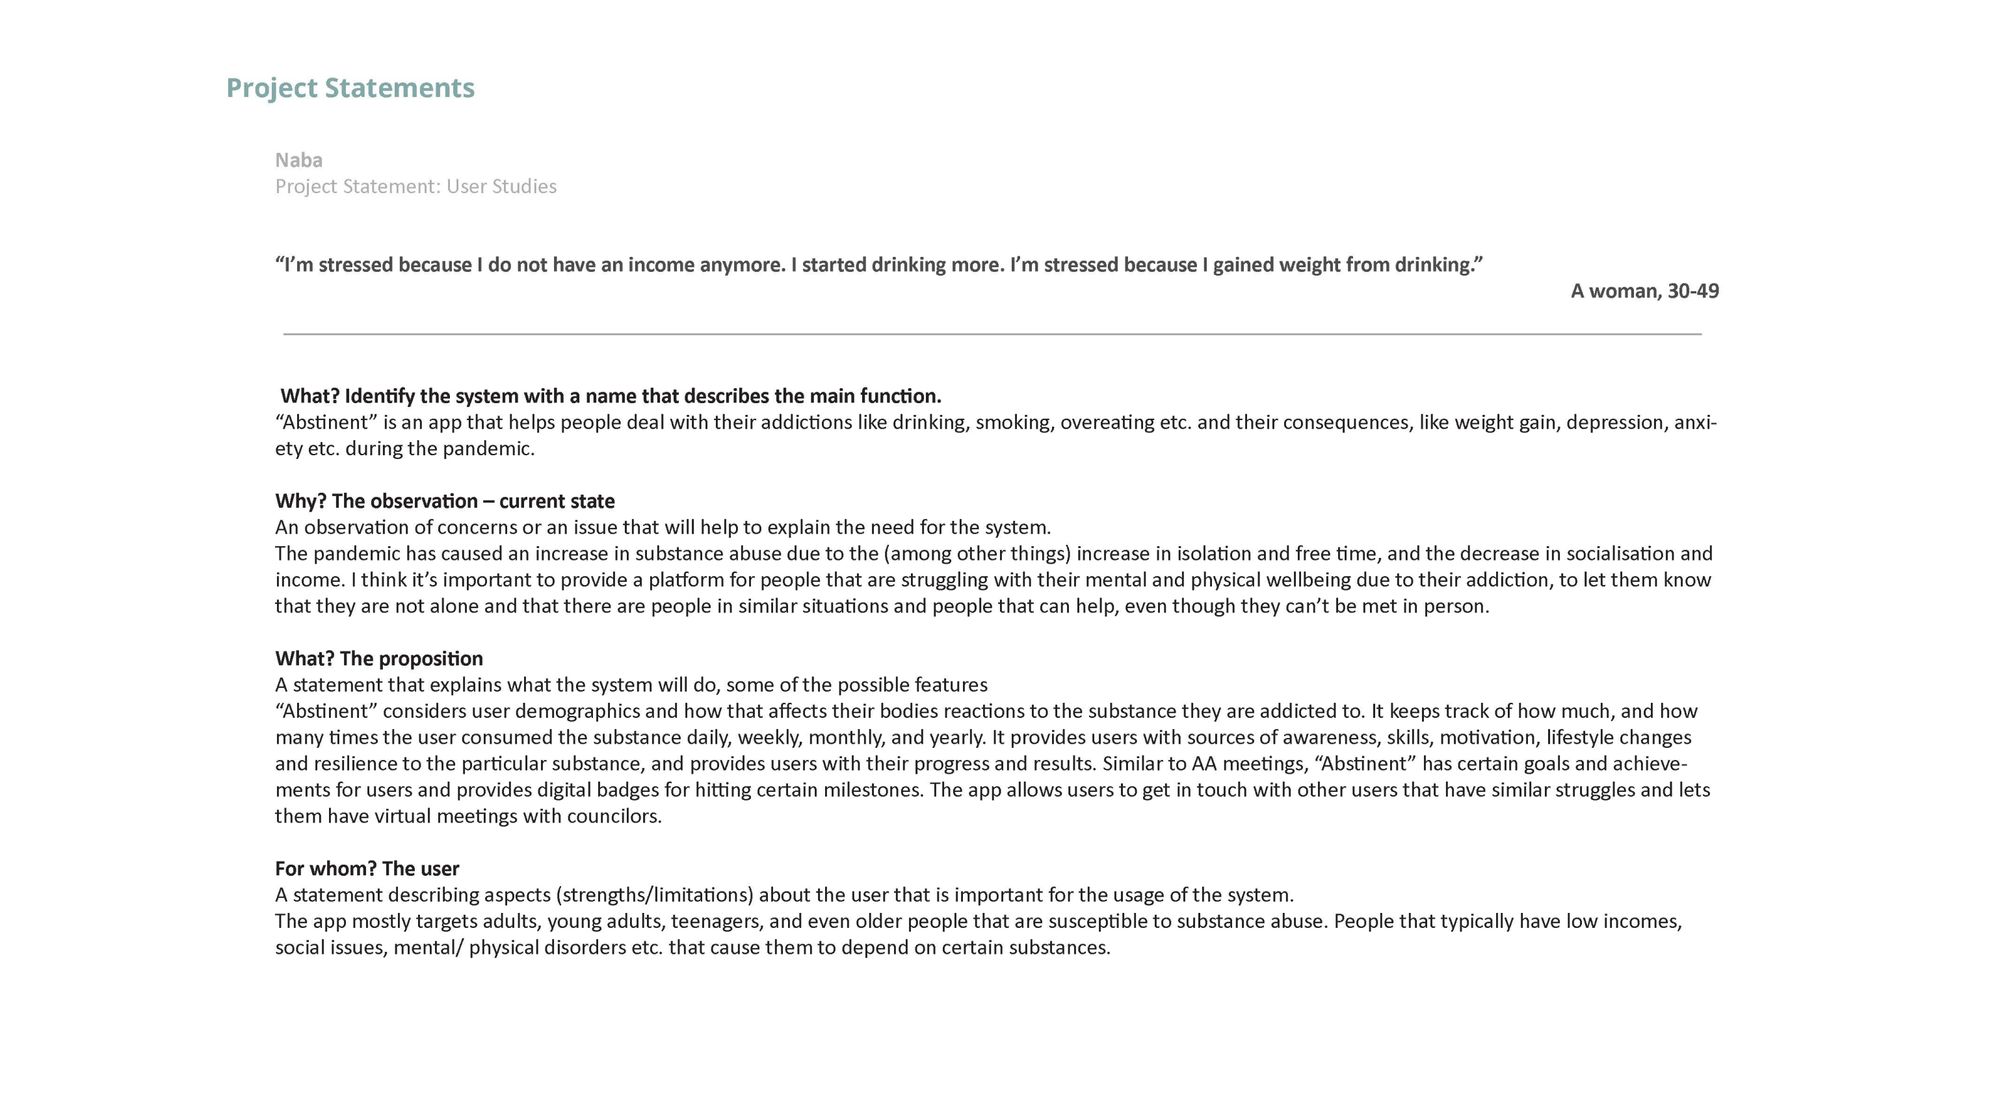 Project Statements
Naba
Project Statement: User Studies
“I’m stressed because I do not have an income anymore. I started drinking more. I’m stressed because I gained weight from drinking.”
A woman, 30-49
What? Identify the system with a name that describes the main function.
“Abstinent” is an app that helps people deal with their addictions like drinking, smoking, overeating etc. and their consequences, like weight gain, depression, anxi-
ety etc. during the pandemic.
Why? The observation – current state
An observation of concerns or an issue that will help to explain the need for the system.
The pandemic has caused an increase in substance abuse due to the (among other things) increase in isolation and free time, and the decrease in socialisation and
income. I think it’s important to provide a platform for people that are struggling with their mental and physical wellbeing due to their addiction, to let them know
that they are not alone and that there are people in similar situations and people that can help, even though they can’t be met in person.
What? The proposition
A statement that explains what the system will do, some of the possible features
“Abstinent” considers user demographics and how that affects their bodies reactions to the substance they are addicted to. It keeps track of how much, and how
many times the user consumed the substance daily, weekly, monthly, and yearly. It provides users with sources of awareness, skills, motivation, lifestyle changes
and resilience to the particular substance, and provides users with their progress and results. Similar to AA meetings, “Abstinent” has certain goals and achieve-
ments for users and provides digital badges for hitting certain milestones. The app allows users to get in touch with other users that have similar struggles and lets
them have virtual meetings with councilors.
For whom? The user
A statement describing aspects (strengths/limitations) about the user that is important for the usage of the system.
The app mostly targets adults, young adults, teenagers, and even older people that are susceptible to substance abuse. People that typically have low incomes,
social issues, mental/ physical disorders etc. that cause them to depend on certain substances.